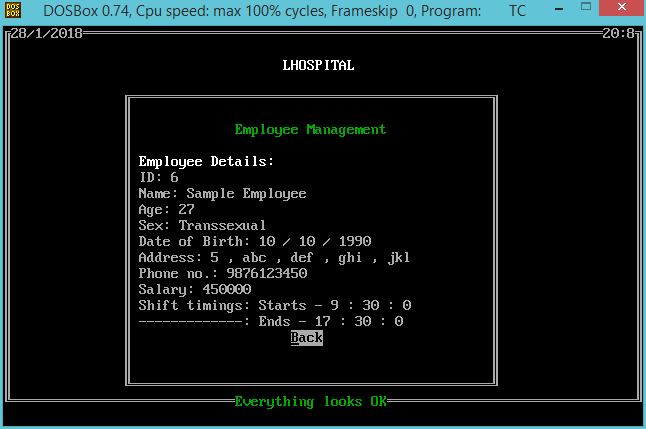 DOSBox 0.74, Cpu speed: max 100% cycles, Frameskip 0, Program: TC
28/1/2018 20:8
LHOSPITAL
Employee Management
Employee Details:
ID: 6
Name: Sample Employee
Age: 27
Sex: Transsexual
Date of Birth: 10 / 10 / 1990
Address: 5 , abc , def , ghi , jkl
Phone no.: 9876123450
Salary: 450000
Shift timings: Starts - 9 : 30 : 0
-------------: Ends - 17 : 30 : 0
Back
Everything looks OK